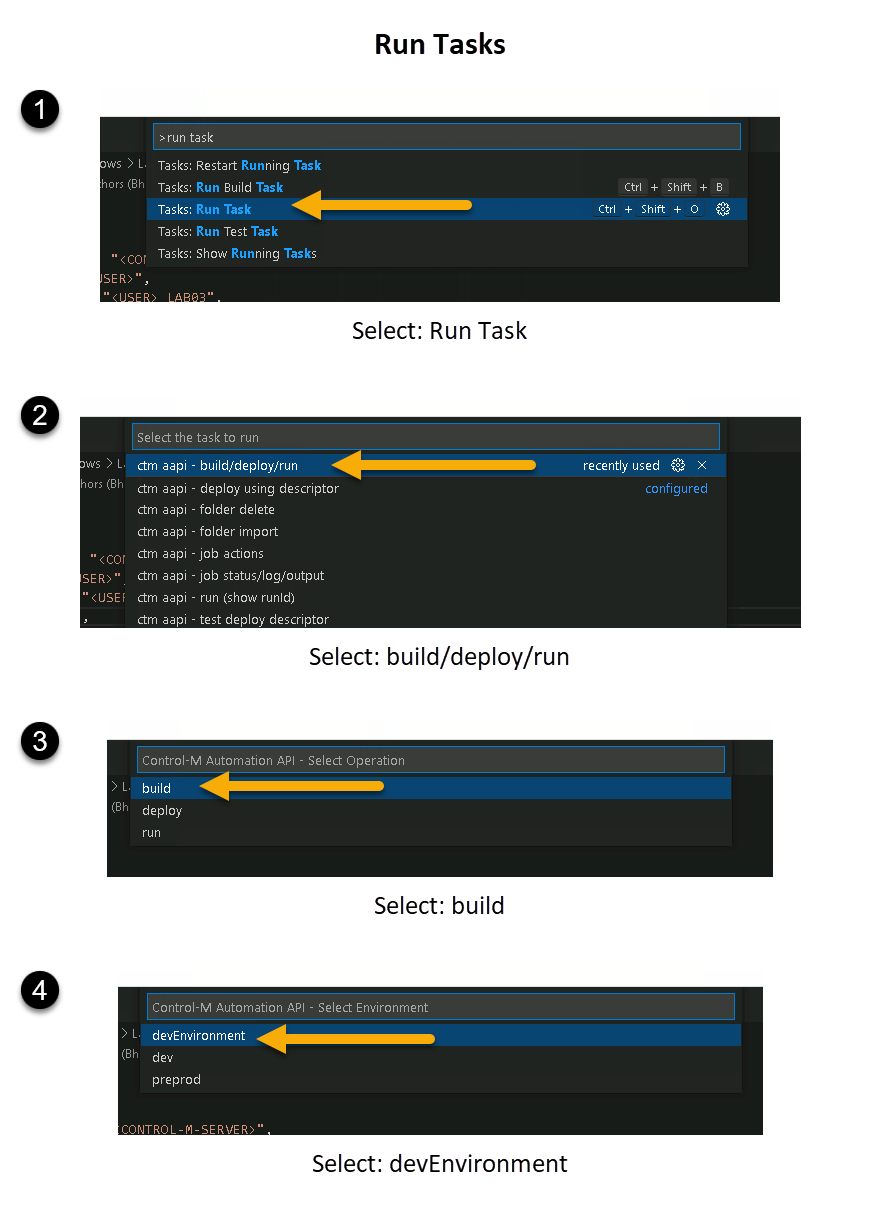 Run Tasks
1
>run task
ows > L
Tasks: Restart Running Task
thors (Bh
Tasks: Run Build Task Ctrl + Shift + B
Tasks: Run Task Ctrl + Shift + O
Tasks: Run Test Task
Tasks: Show Running Tasks
"<CON
USER>",
"<USER>_LAB03",
Select: Run Task
2
Select the task to run
ows > L
ctm aapi - build/deploy/run recently used
hors (Bh
ctm aapi - deploy using descriptor configured
ctm aapi - folder delete
ctm aapi - folder import
ctm aapi - job actions
"<CON
ctm aapi - job status/log/output
SER>",
ctm aapi - run (show runId)
"<USER
ctm aapi - test deploy descriptor
,
Select: build/deploy/run
3
Control-M Automation API - Select Operation
> L
build
(Bh
deploy
run
Select: build
4
Control-M Automation API - Select Environment
> L
devEnvironment
(Bh
dev
preprod
CONTROL-M-SERVER>",
Select: devEnvironment